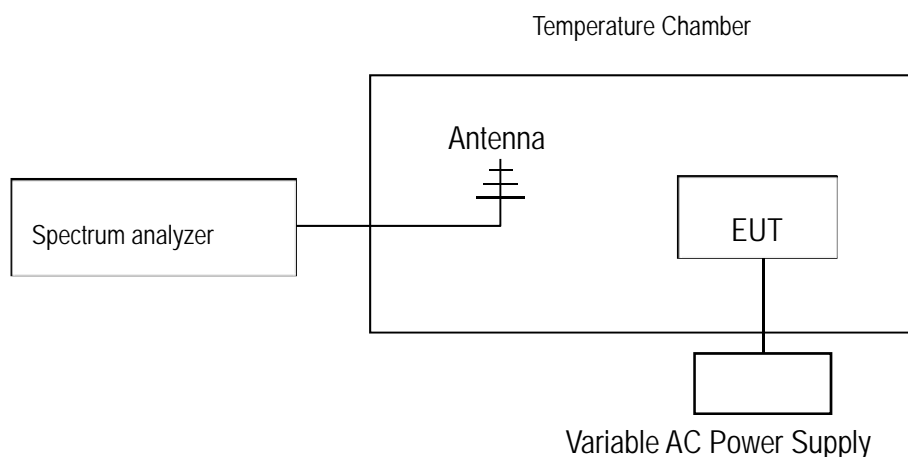 Temperature Chamber
Antenna
Spectrum analyzer
EUT
Variable AC Power Supply